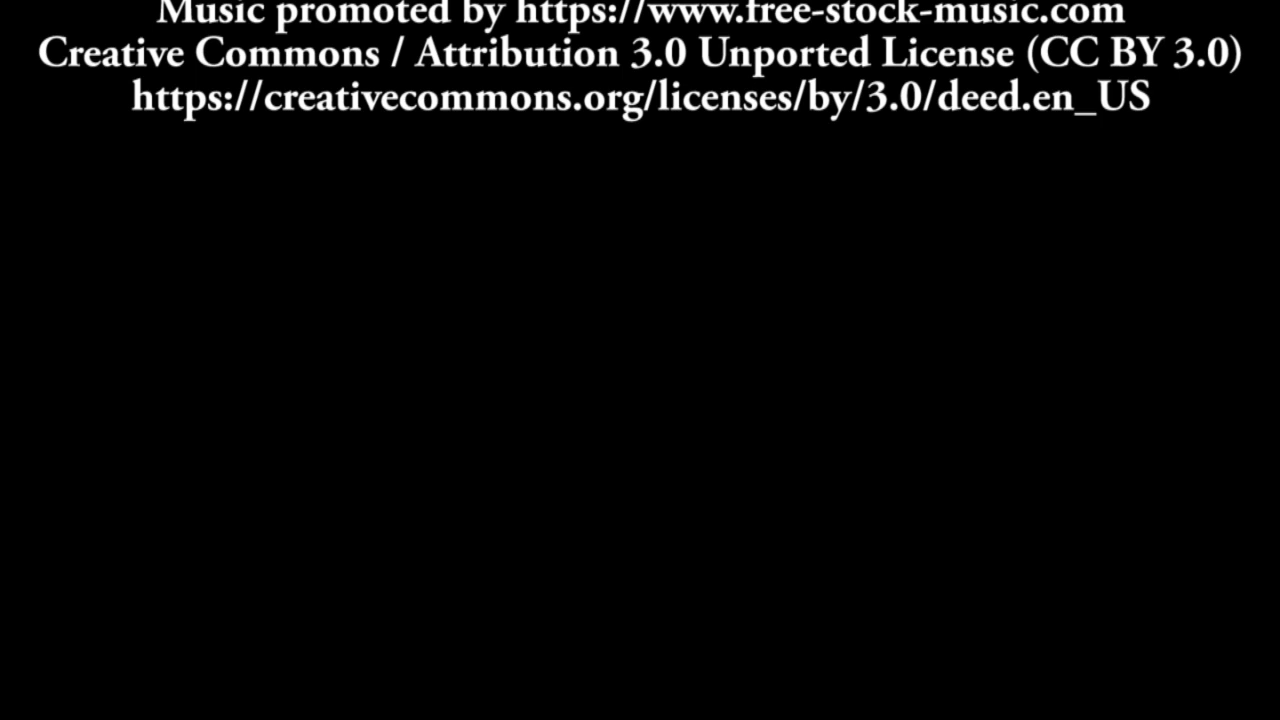 Music promoted by https://www.free-stock-music.com
Creative Commons / Attribution 3.0 Unported License (CC BY 3.0)
https://creativecommons.org/licenses/by/3.0/deed.en_US